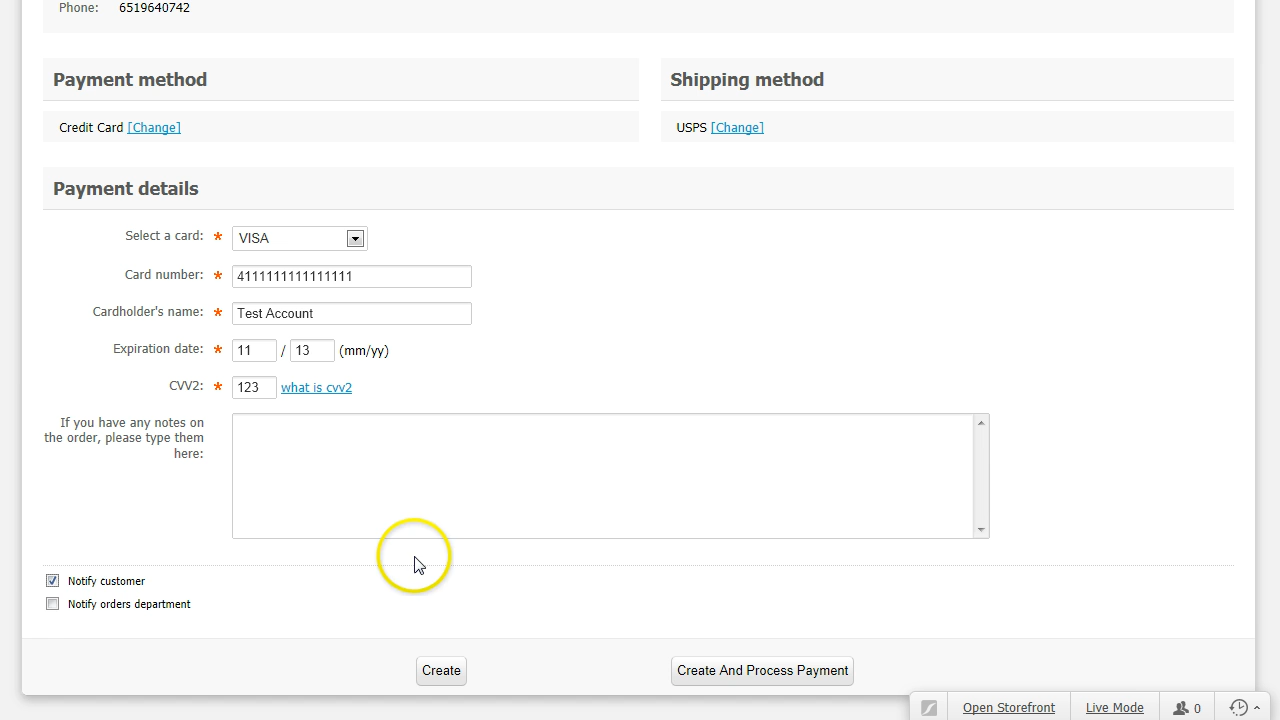 Phone: 6519640742
Payment method
Shipping method
Credit Card [Change]
USPS [Change]
Payment details
Select a card: * VISA
Card number: * 4111111111111111
Cardholder's name: * Test Account
Expiration date: * 11 / 13 (mm/yy)
CVV2: * 123 what is cvv2
If you have any notes on
the order, please type them
here:
Notify customer
Notify orders department
Create
Create And Process Payment
Open Storefront
Live Mode
0